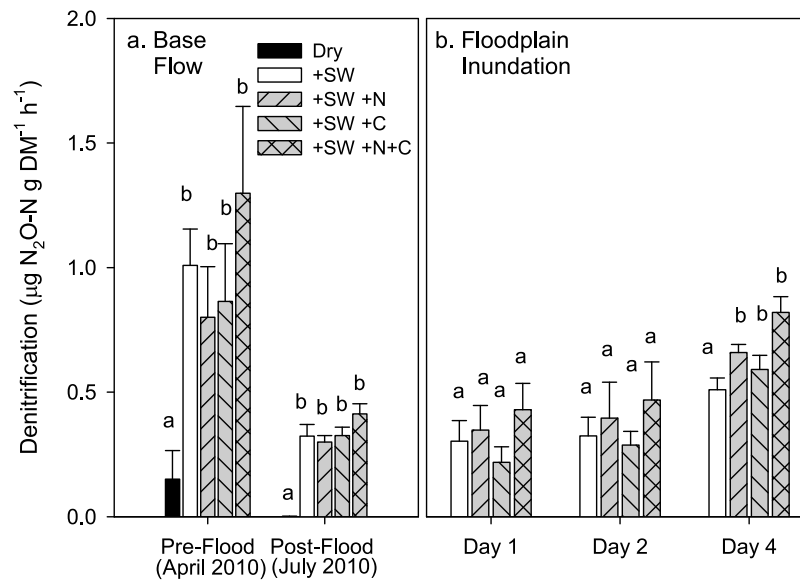 Denitrification (μg N₂O-N g DM⁻¹ h⁻¹)
2.0
1.5
1.0
0.5
0.0
a. Base
Flow
Dry
+SW
+SW +N
+SW +C
+SW +N+C
a
b
b
b
b
a
b
b
b
b
Pre-Flood
(April 2010)
Post-Flood
(July 2010)
b. Floodplain
Inundation
a
a
a
a
a
a
a
a
a
b
b
b
Day 1
Day 2
Day 4